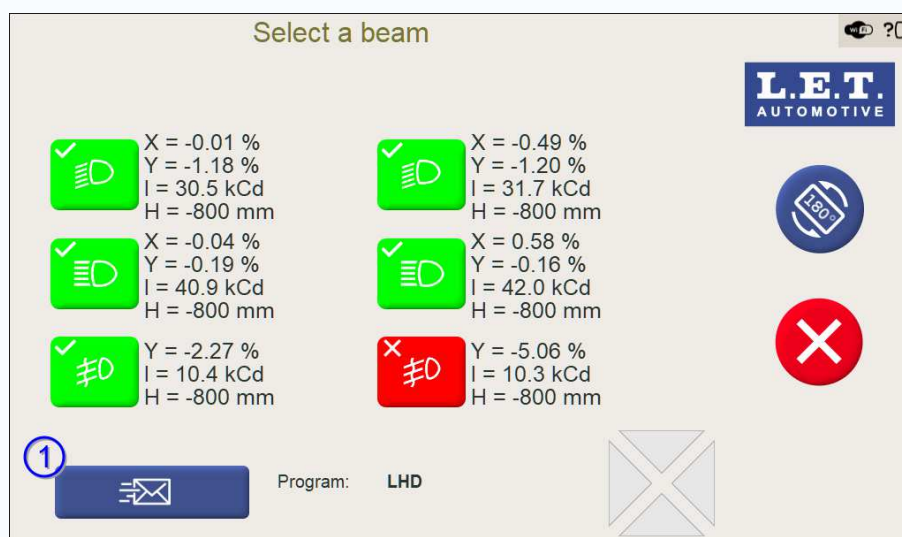 Select a beam
WiFi ?
L.E.T.
AUTOMOTIVE
X = -0.01 %
Y = -1.18 %
I = 30.5 kCd
H = -800 mm
X = -0.49 %
Y = -1.20 %
I = 31.7 kCd
H = -800 mm
180°
X = -0.04 %
Y = -0.19 %
I = 40.9 kCd
H = -800 mm
X = 0.58 %
Y = -0.16 %
I = 42.0 kCd
H = -800 mm
Y = -2.27 %
I = 10.4 kCd
H = -800 mm
Y = -5.06 %
I = 10.3 kCd
H = -800 mm
1
Program: LHD